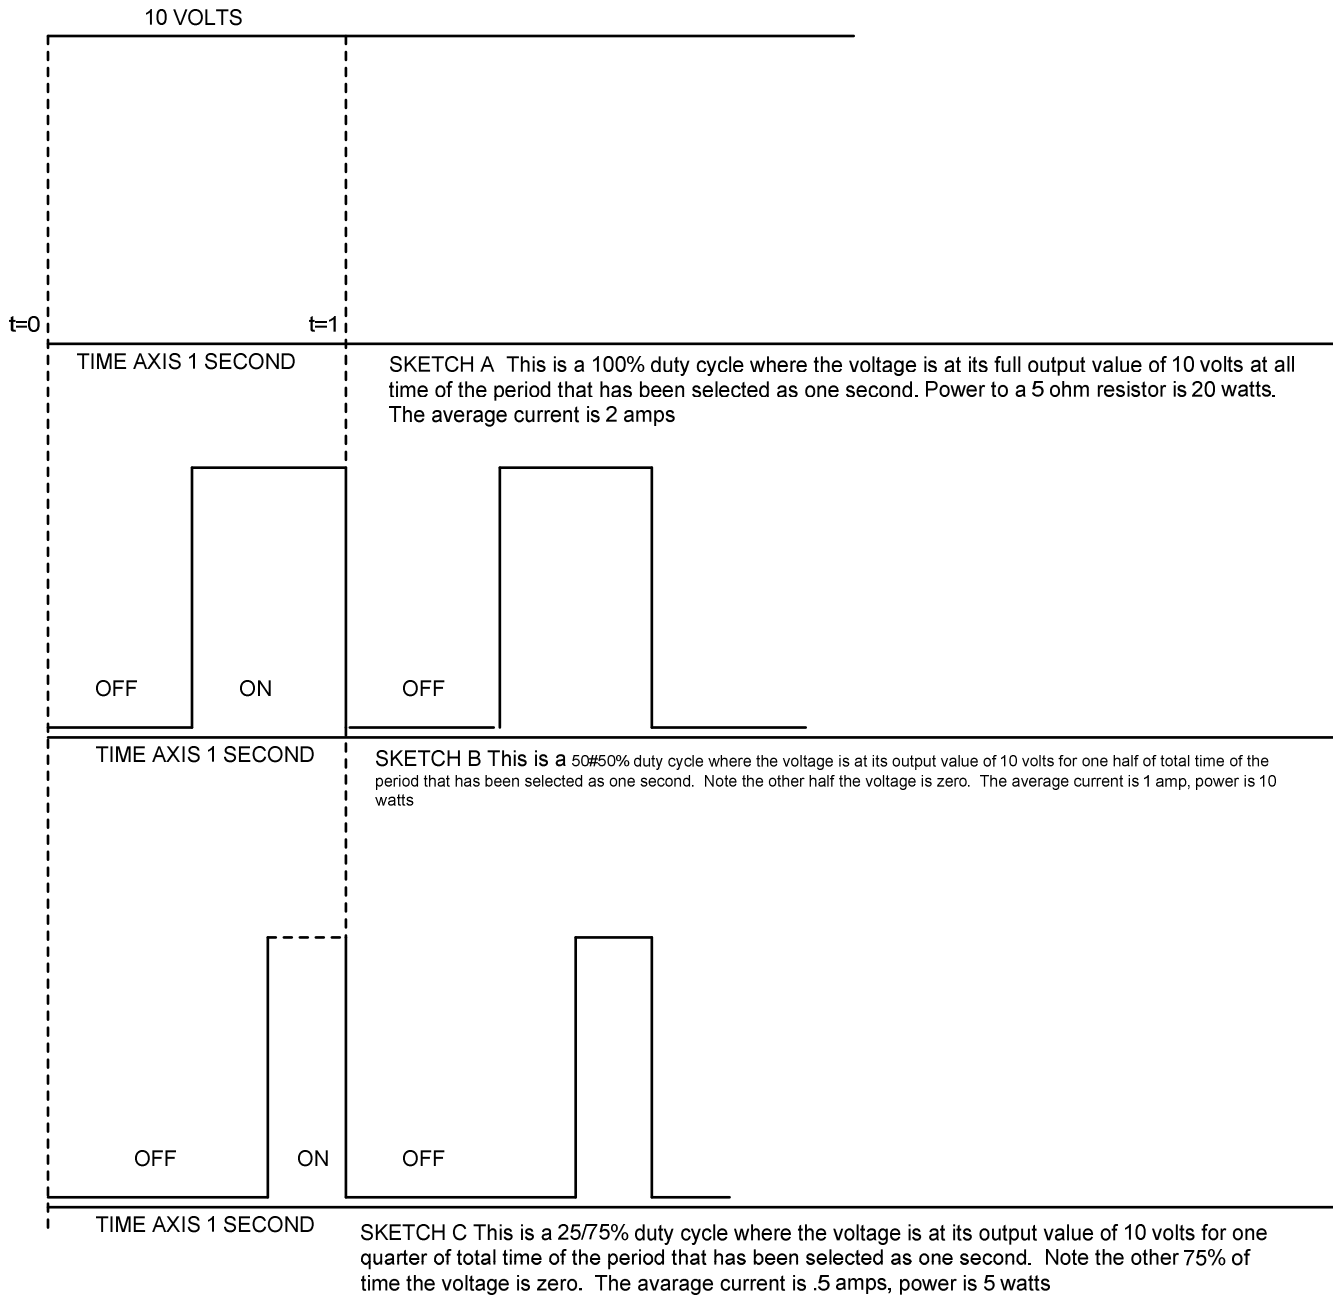 10 VOLTS
t=0
t=1
TIME AXIS 1 SECOND
SKETCH A This is a 100% duty cycle where the voltage is at its full output value of 10 volts at all
time of the period that has been selected as one second. Power to a 5 ohm resistor is 20 watts.
The average current is 2 amps
OFF
ON
OFF
TIME AXIS 1 SECOND
SKETCH B This is a 50#50% duty cycle where the voltage is at its output value of 10 volts for one half of total time of the
period that has been selected as one second. Note the other half the voltage is zero. The average current is 1 amp, power is 10
watts
OFF
ON
OFF
TIME AXIS 1 SECOND
SKETCH C This is a 25/75% duty cycle where the voltage is at its output value of 10 volts for one
quarter of total time of the period that has been selected as one second. Note the other 75% of
time the voltage is zero. The avarage current is .5 amps, power is 5 watts